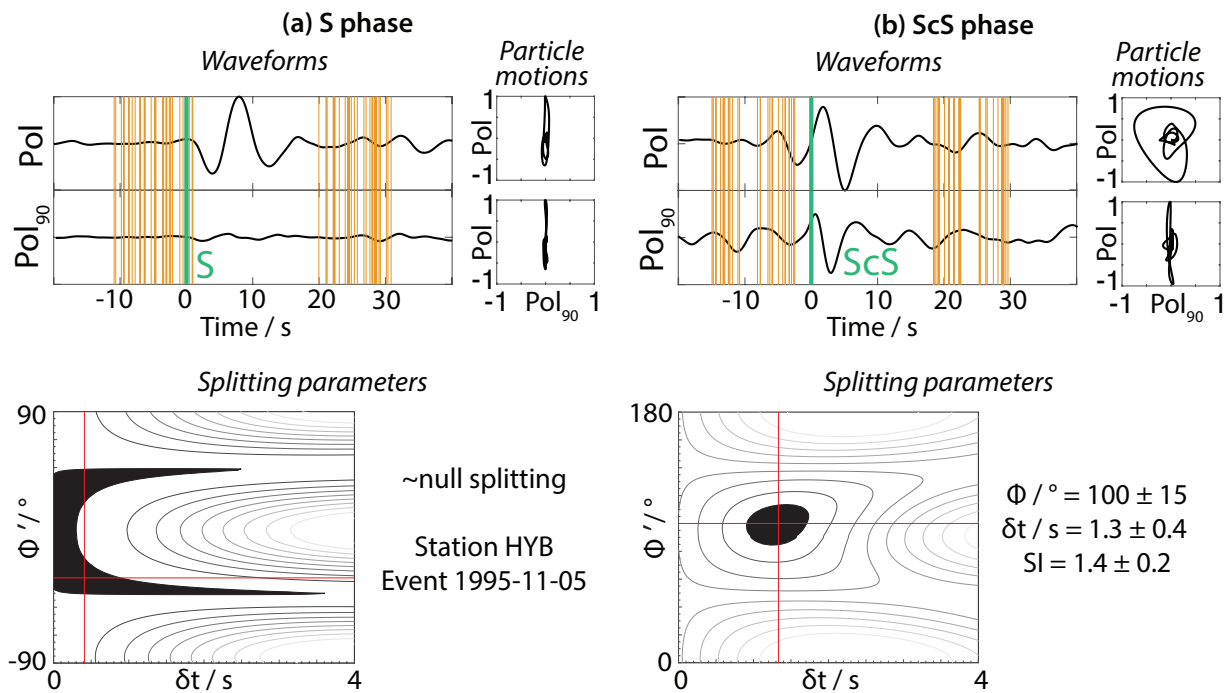 (a) S phase
Waveforms
Particle
motions
Pol
Pol90
S
-10 0 10 20 30
Time / s
1
Pol
-1
1
Pol
-1
-1 Pol90 1
Splitting parameters
90
Φ ′/ °
-90
0 δt / s 4
~null splitting
Station HYB
Event 1995-11-05
(b) ScS phase
Waveforms
Particle
motions
Pol
Pol90
ScS
-10 0 10 20 30
Time / s
1
Pol
-1
1
Pol
-1
-1 Pol90 1
Splitting parameters
180
Φ ′/ °
0
0 δt / s 4
Φ / ° = 100 ± 15
δt / s = 1.3 ± 0.4
SI = 1.4 ± 0.2